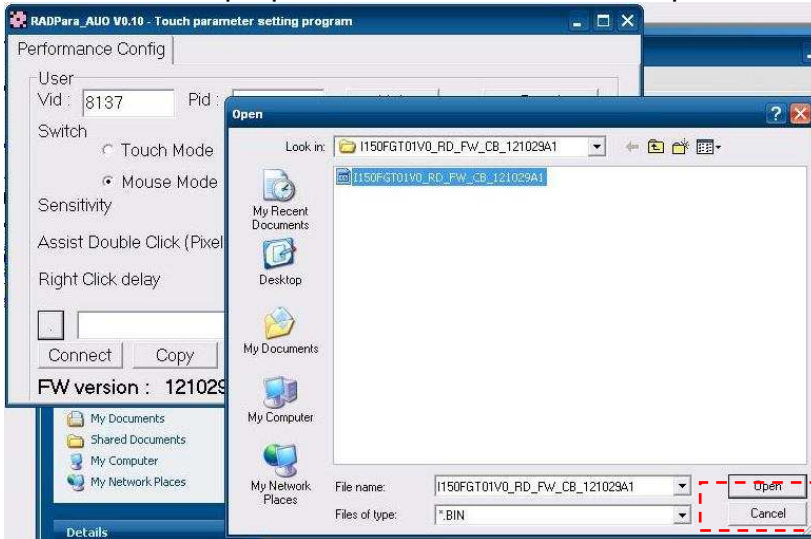 RADPara_AUO V0.10 - Touch parameter setting program
Performance Config
User
Vid : 8137 Pid :
Switch
Touch Mode
Mouse Mode
Sensitivity
Assist Double Click (Pixel
Right Click delay
.
Connect Copy
FW version : 121029
My Documents
Shared Documents
My Computer
My Network Places
Details
Open
Look in: I150FGT01V0_RD_FW_CB_121029A1
I150FGT01V0_RD_FW_CB_121029A1
My Recent
Documents
Desktop
My Documents
My Computer
My Network
Places
File name: I150FGT01V0_RD_FW_CB_121029A1 Open
Files of type: *.BIN Cancel